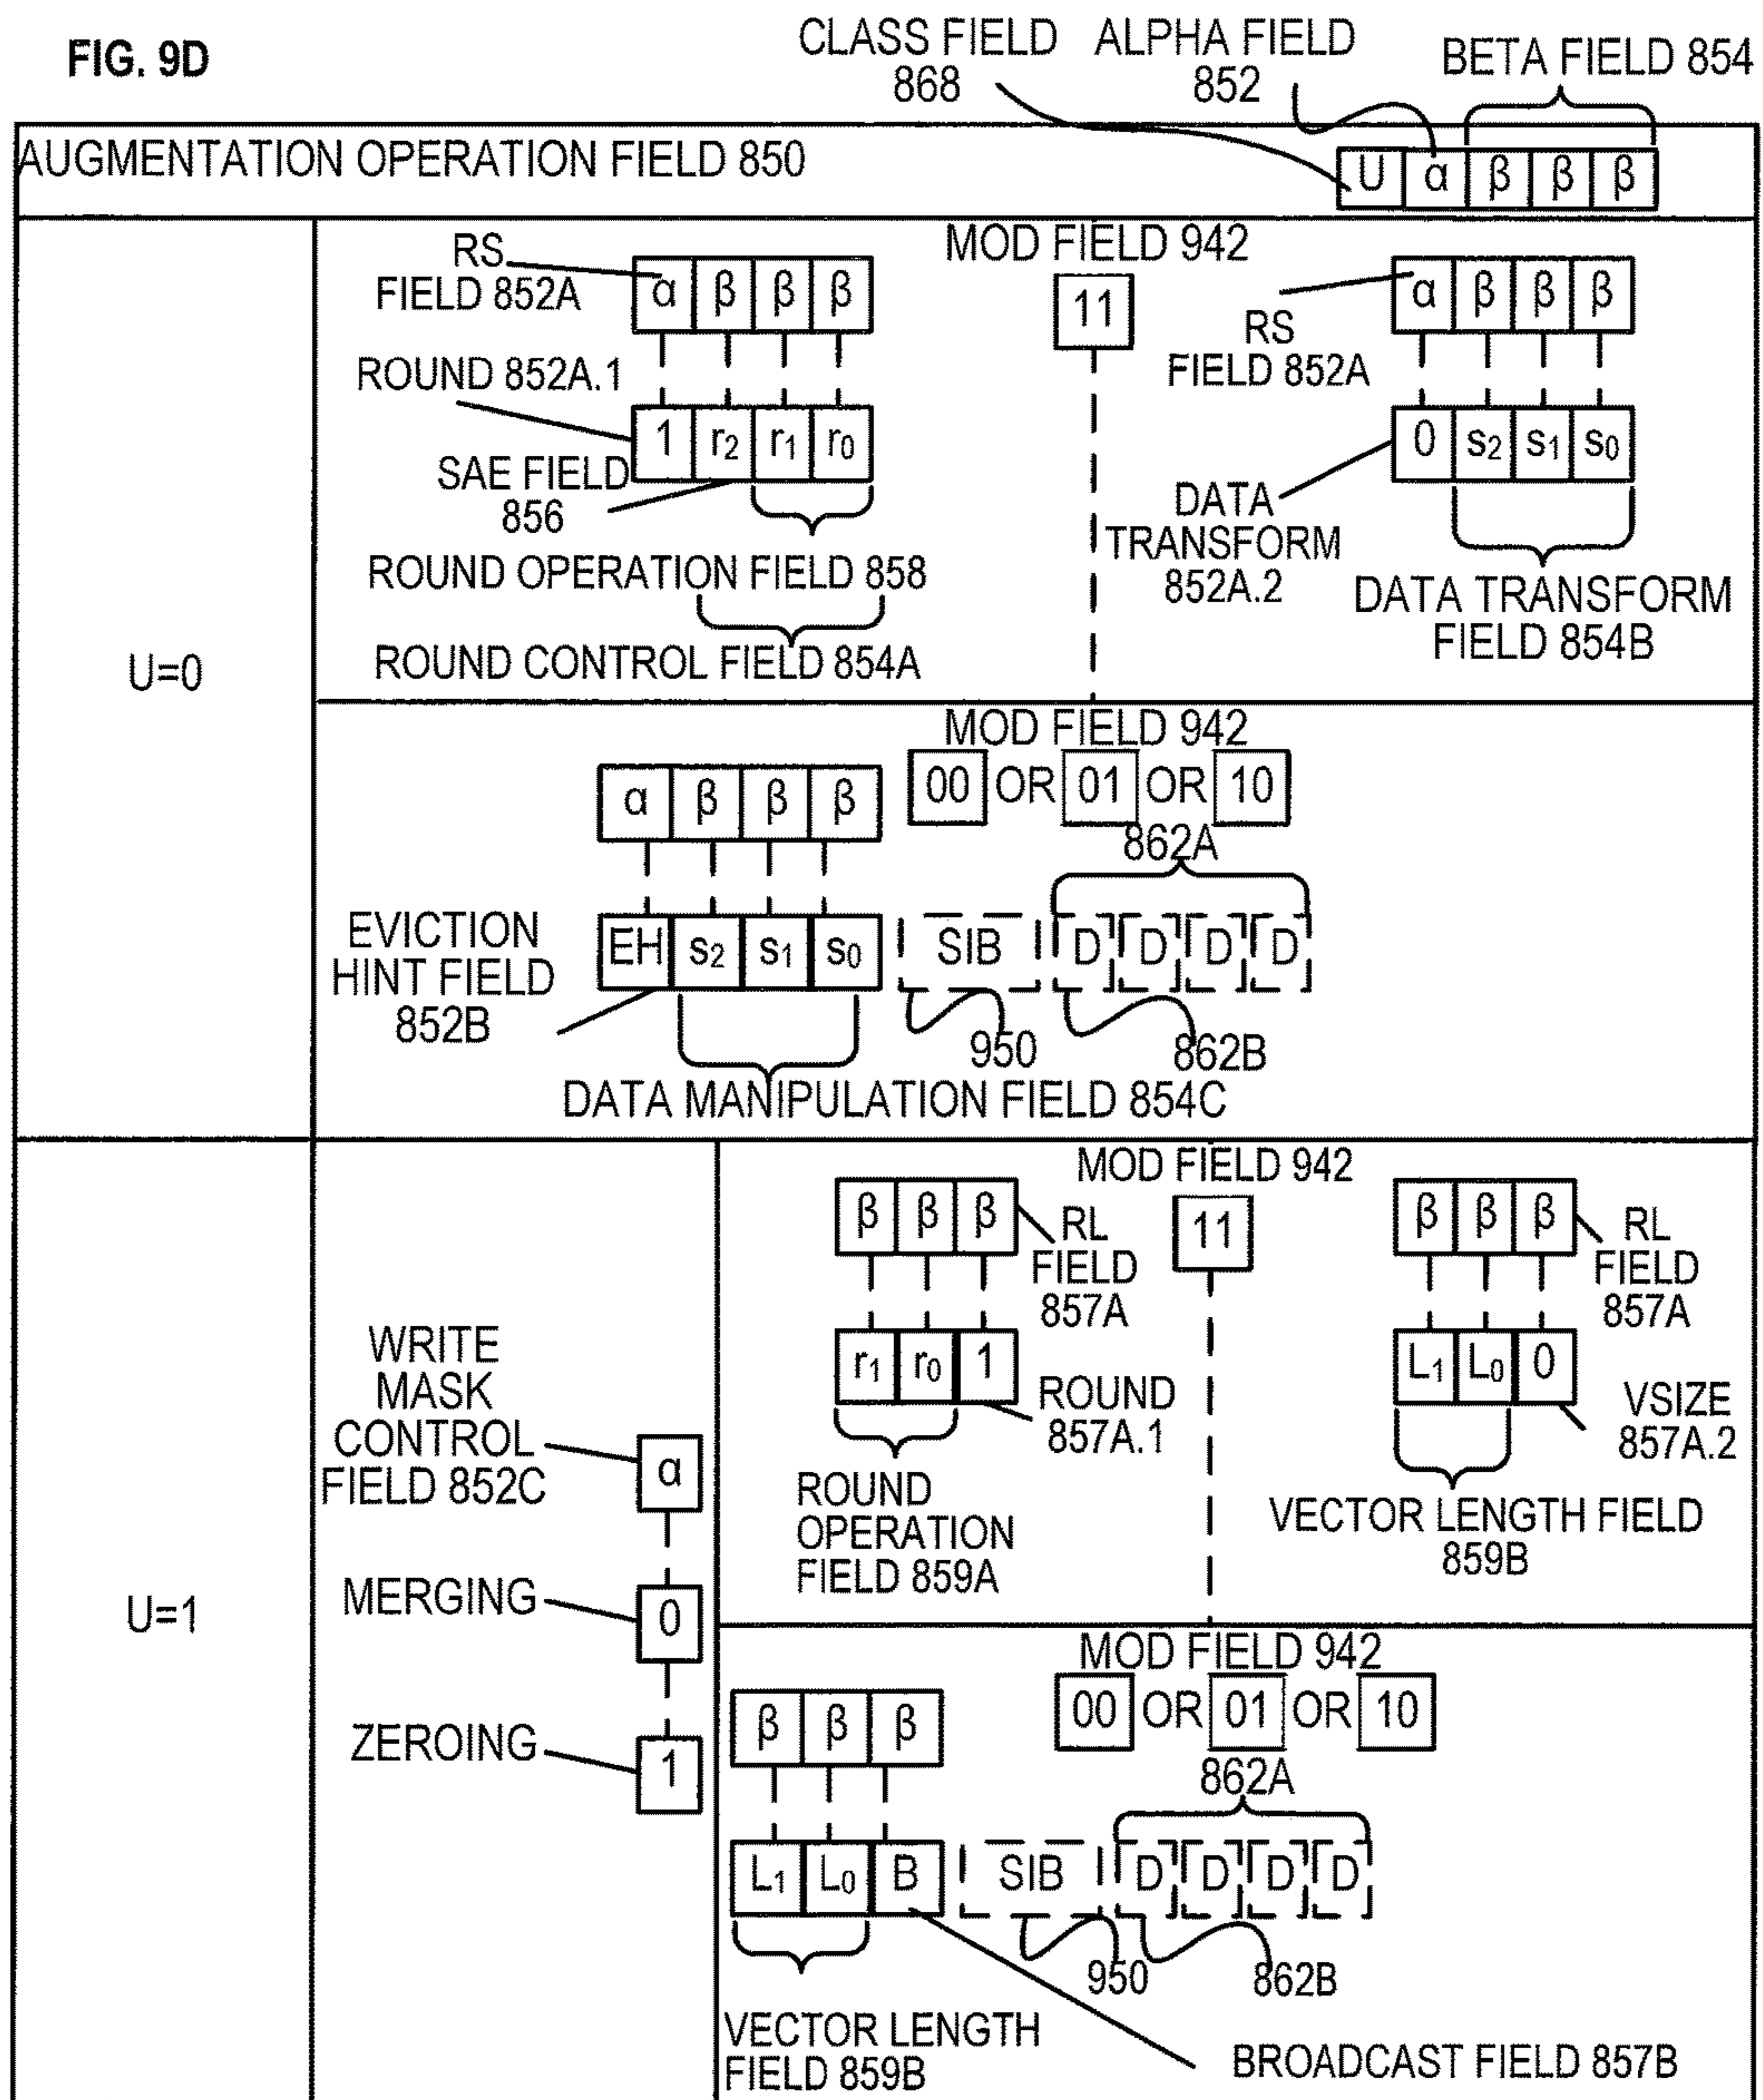 FIG. 9D
CLASS FIELD
868
ALPHA FIELD
852
BETA FIELD 854
AUGMENTATION OPERATION FIELD 850
U α β β β
U=0
RS
FIELD 852A
α β β β
ROUND 852A.1
1 r₂ r₁ r₀
SAE FIELD
856
ROUND OPERATION FIELD 858
ROUND CONTROL FIELD 854A
MOD FIELD 942
11
α β β β
RS
FIELD 852A
0 s₂ s₁ s₀
DATA
TRANSFORM
852A.2
DATA TRANSFORM
FIELD 854B
MOD FIELD 942
00 OR 01 OR 10
α β β β
862A
EVICTION
HINT FIELD
852B
EH s₂ s₁ s₀ SIB D D D D
950
862B
DATA MANIPULATION FIELD 854C
U=1
WRITE
MASK
CONTROL
FIELD 852C
α
MERGING
0
ZEROING
1
MOD FIELD 942
11
β β β
RL
FIELD
857A
r₁ r₀ 1
ROUND
857A.1
ROUND
OPERATION
FIELD 859A
β β β
RL
FIELD
857A
L₁ L₀ 0
VSIZE
857A.2
VECTOR LENGTH FIELD
859B
MOD FIELD 942
00 OR 01 OR 10
β β β
862A
L₁ L₀ B SIB D D D D
950
862B
VECTOR LENGTH
FIELD 859B
BROADCAST FIELD 857B